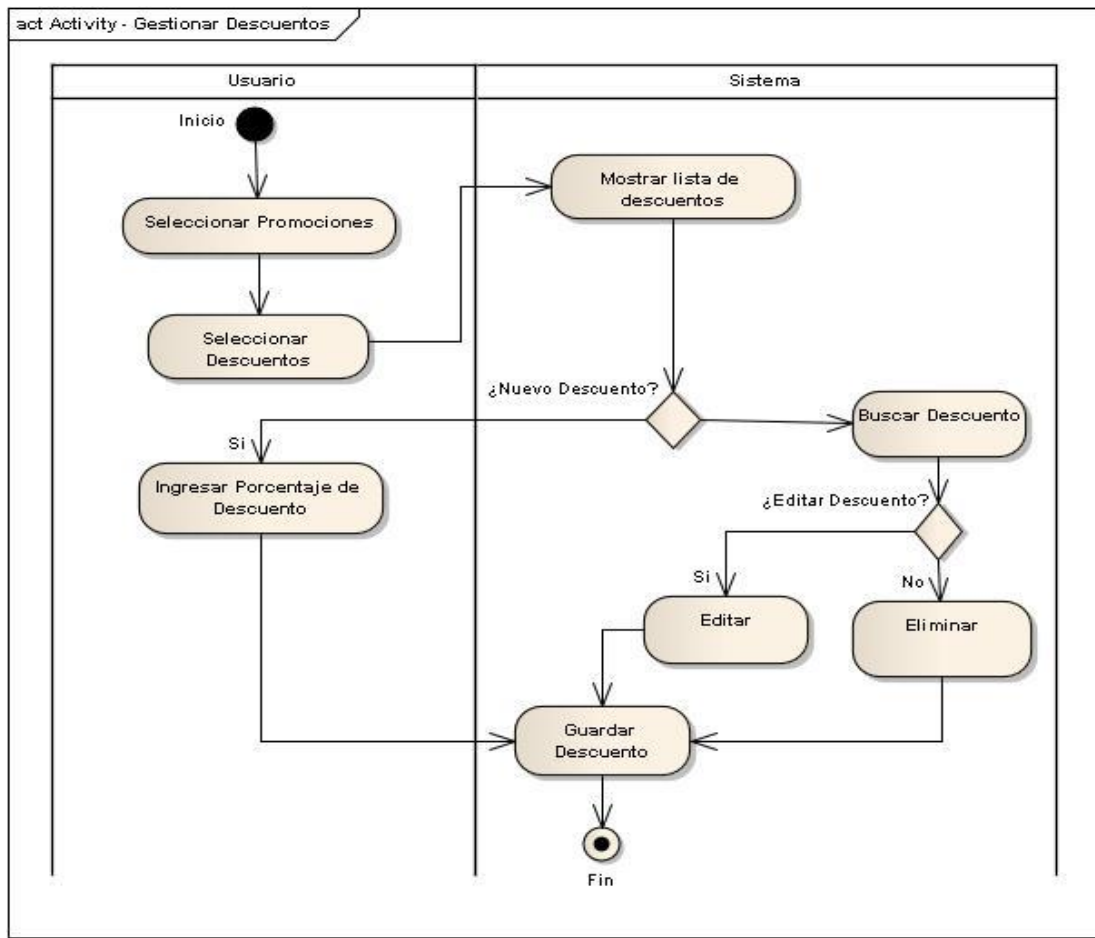 act Activity - Gestionar Descuentos
Usuario
Sistema
Inicio
Mostrar lista de
descuentos
Seleccionar Promociones
Seleccionar
Descuentos
¿Nuevo Descuento?
Buscar Descuento
Si
Ingresar Porcentaje de
Descuento
¿Editar Descuento?
Si
No
Editar
Eliminar
Guardar
Descuento
Fin